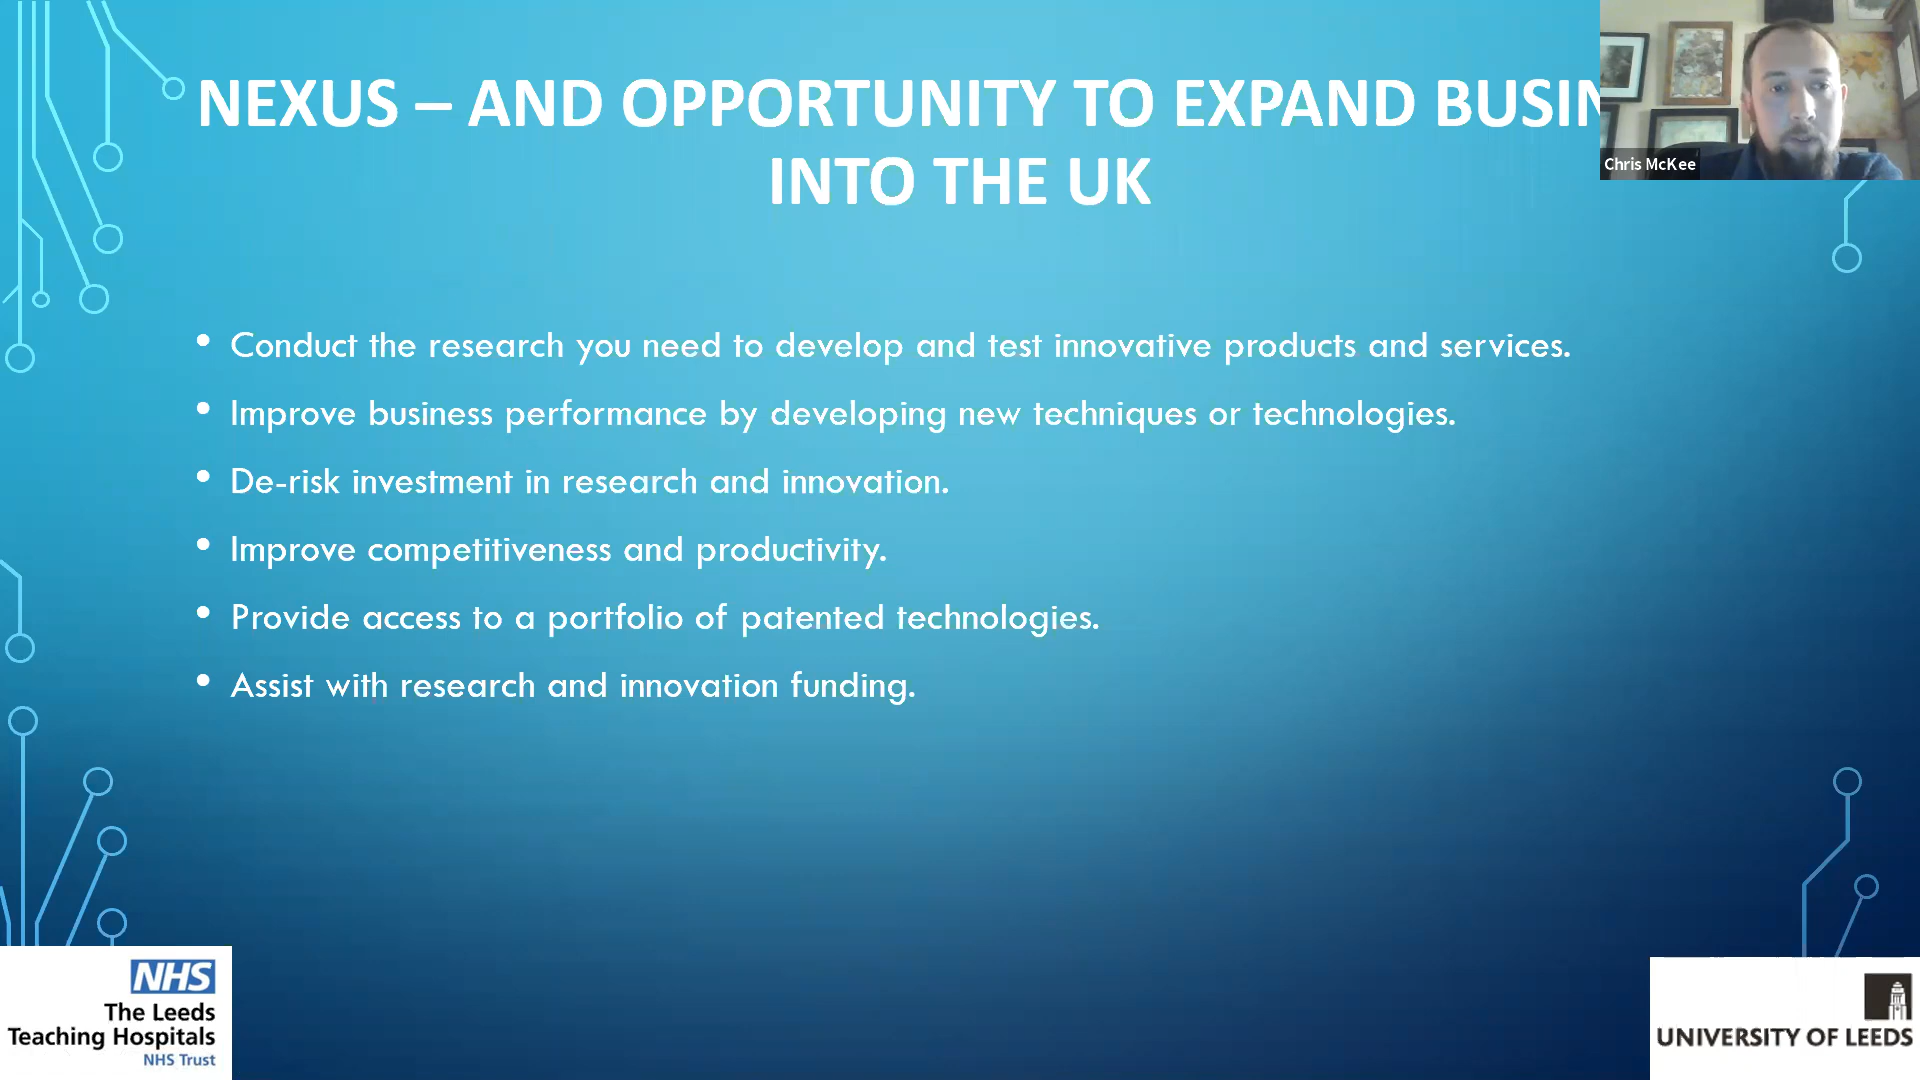 NEXUS – AND OPPORTUNITY TO EXPAND BUSIN
INTO THE UK
Chris McKee
• Conduct the research you need to develop and test innovative products and services.
• Improve business performance by developing new techniques or technologies.
• De-risk investment in research and innovation.
• Improve competitiveness and productivity.
• Provide access to a portfolio of patented technologies.
• Assist with research and innovation funding.
NHS
The Leeds
Teaching Hospitals
NHS Trust
UNIVERSITY OF LEEDS